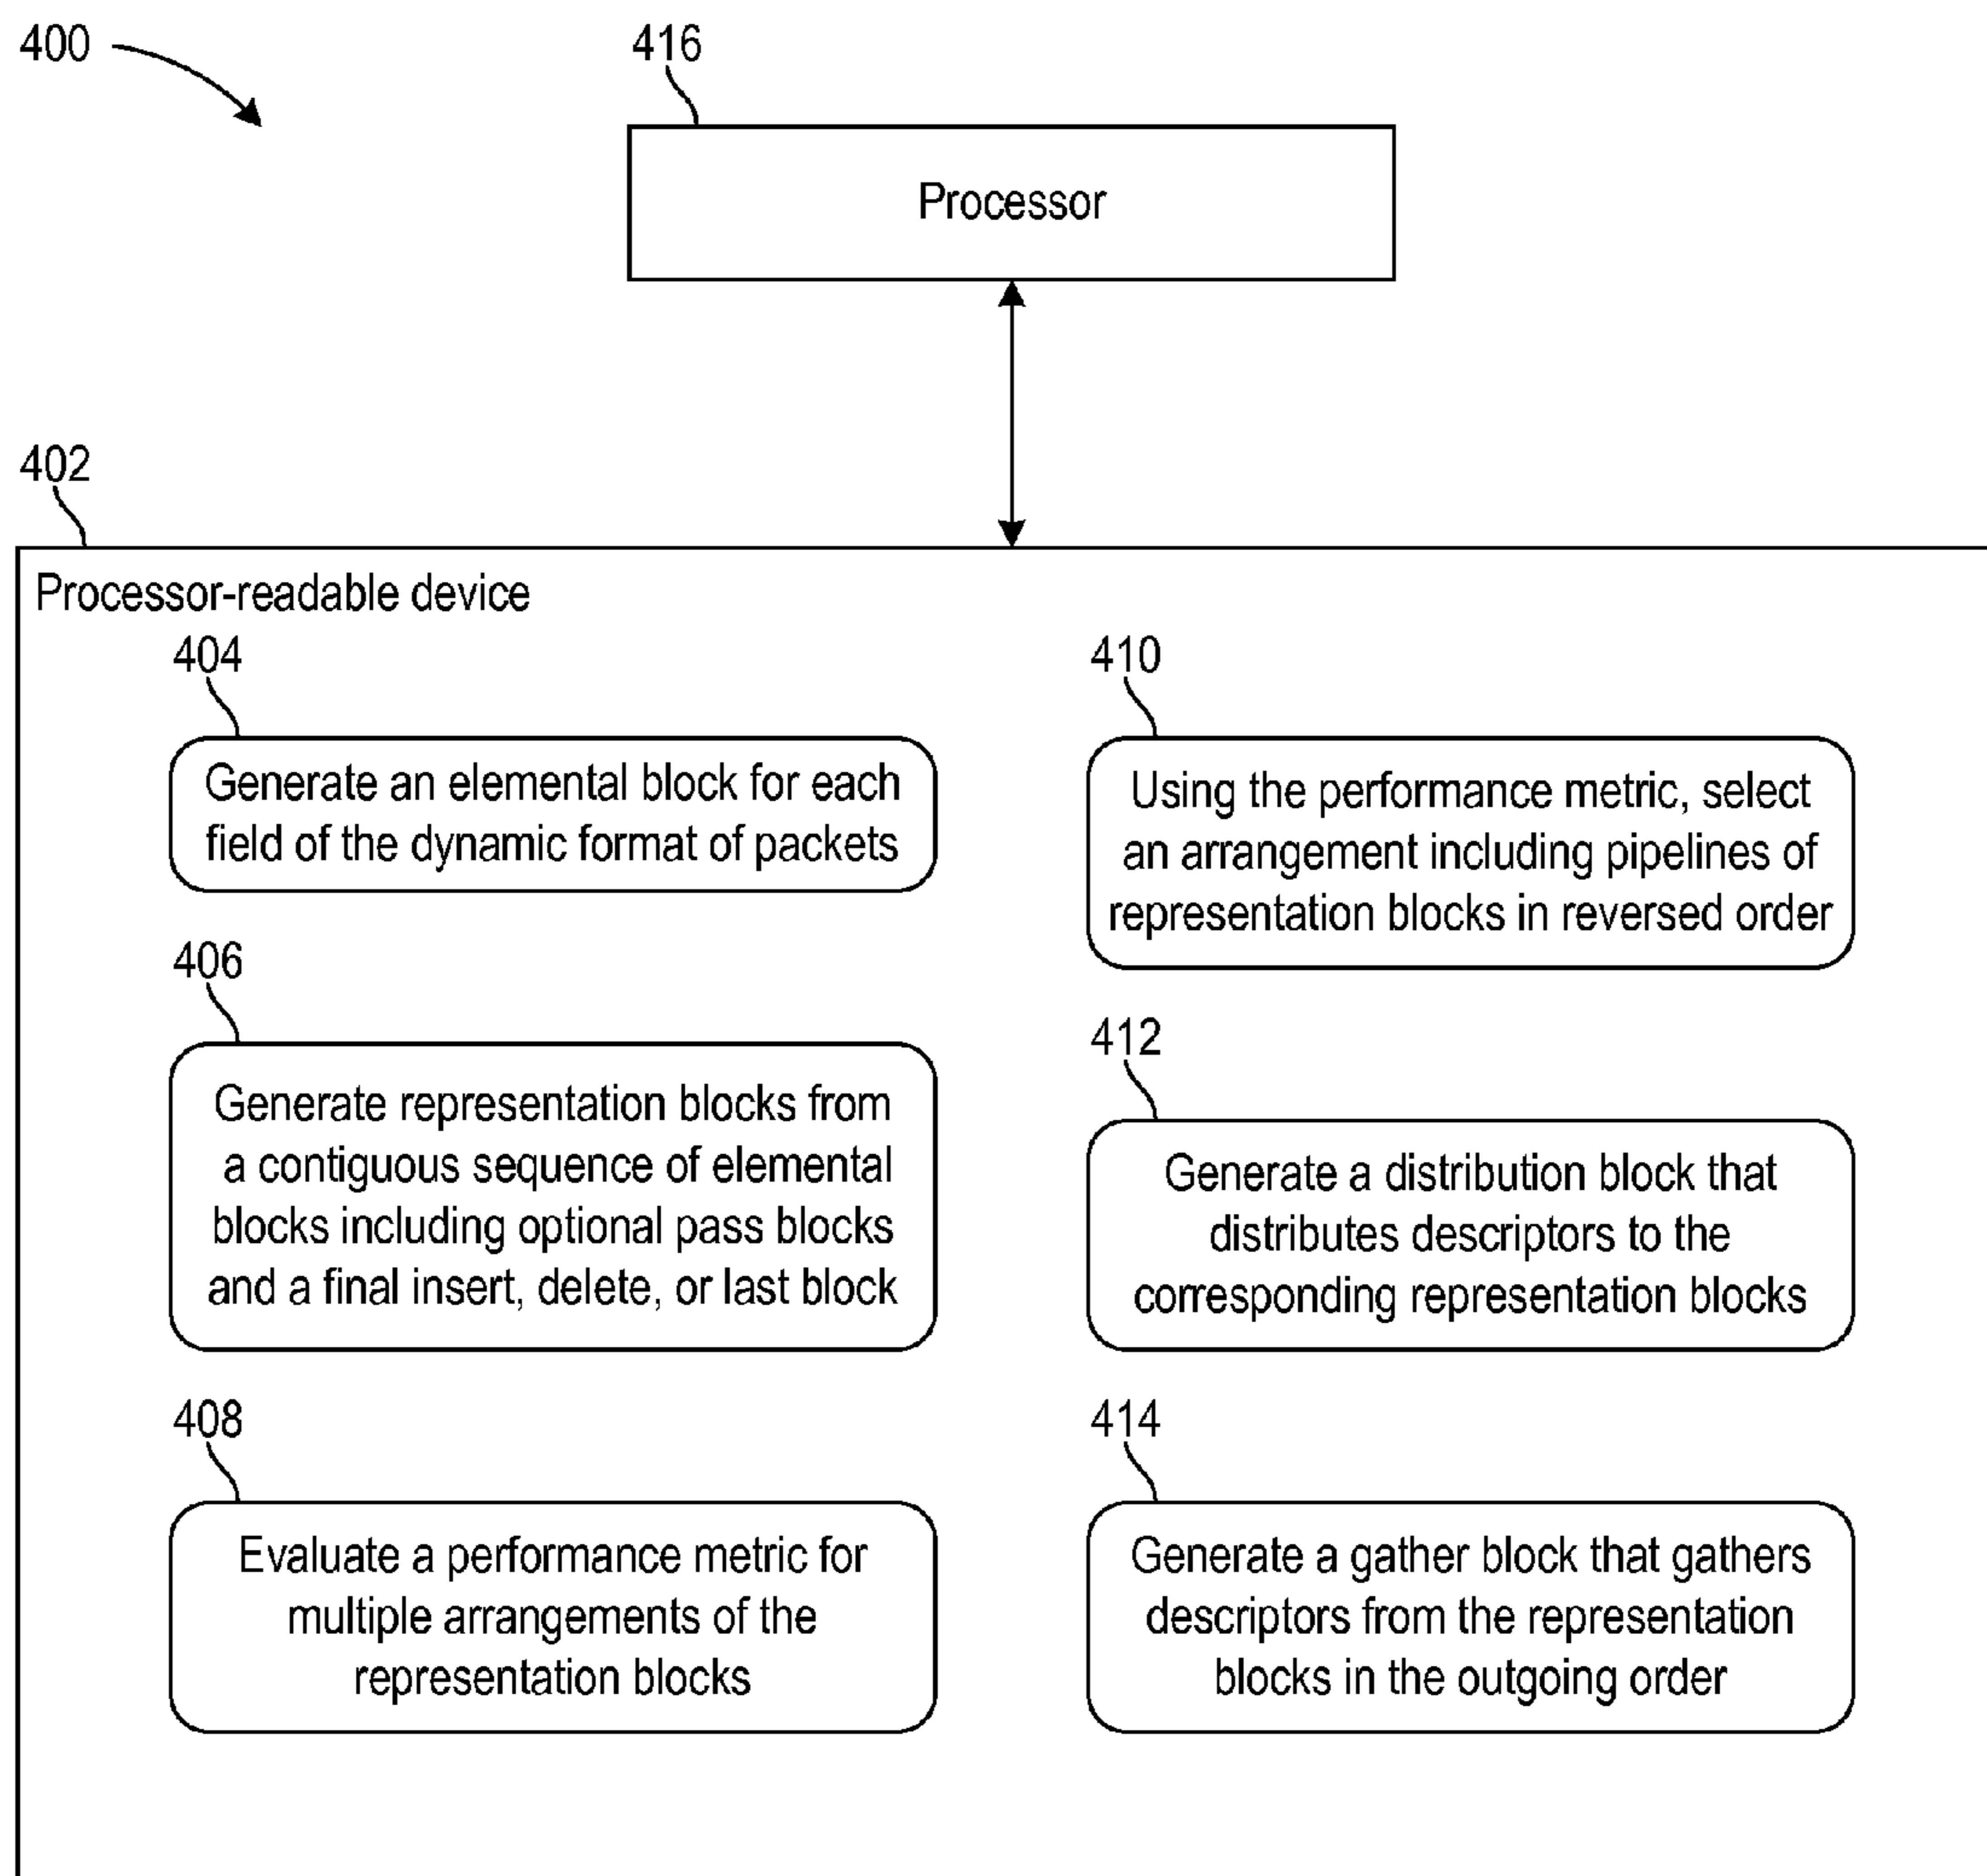 400
416
Processor
402
Processor-readable device
404
Generate an elemental block for each
field of the dynamic format of packets
406
Generate representation blocks from
a contiguous sequence of elemental
blocks including optional pass blocks
and a final insert, delete, or last block
408
Evaluate a performance metric for
multiple arrangements of the
representation blocks
410
Using the performance metric, select
an arrangement including pipelines of
representation blocks in reversed order
412
Generate a distribution block that
distributes descriptors to the
corresponding representation blocks
414
Generate a gather block that gathers
descriptors from the representation
blocks in the outgoing order